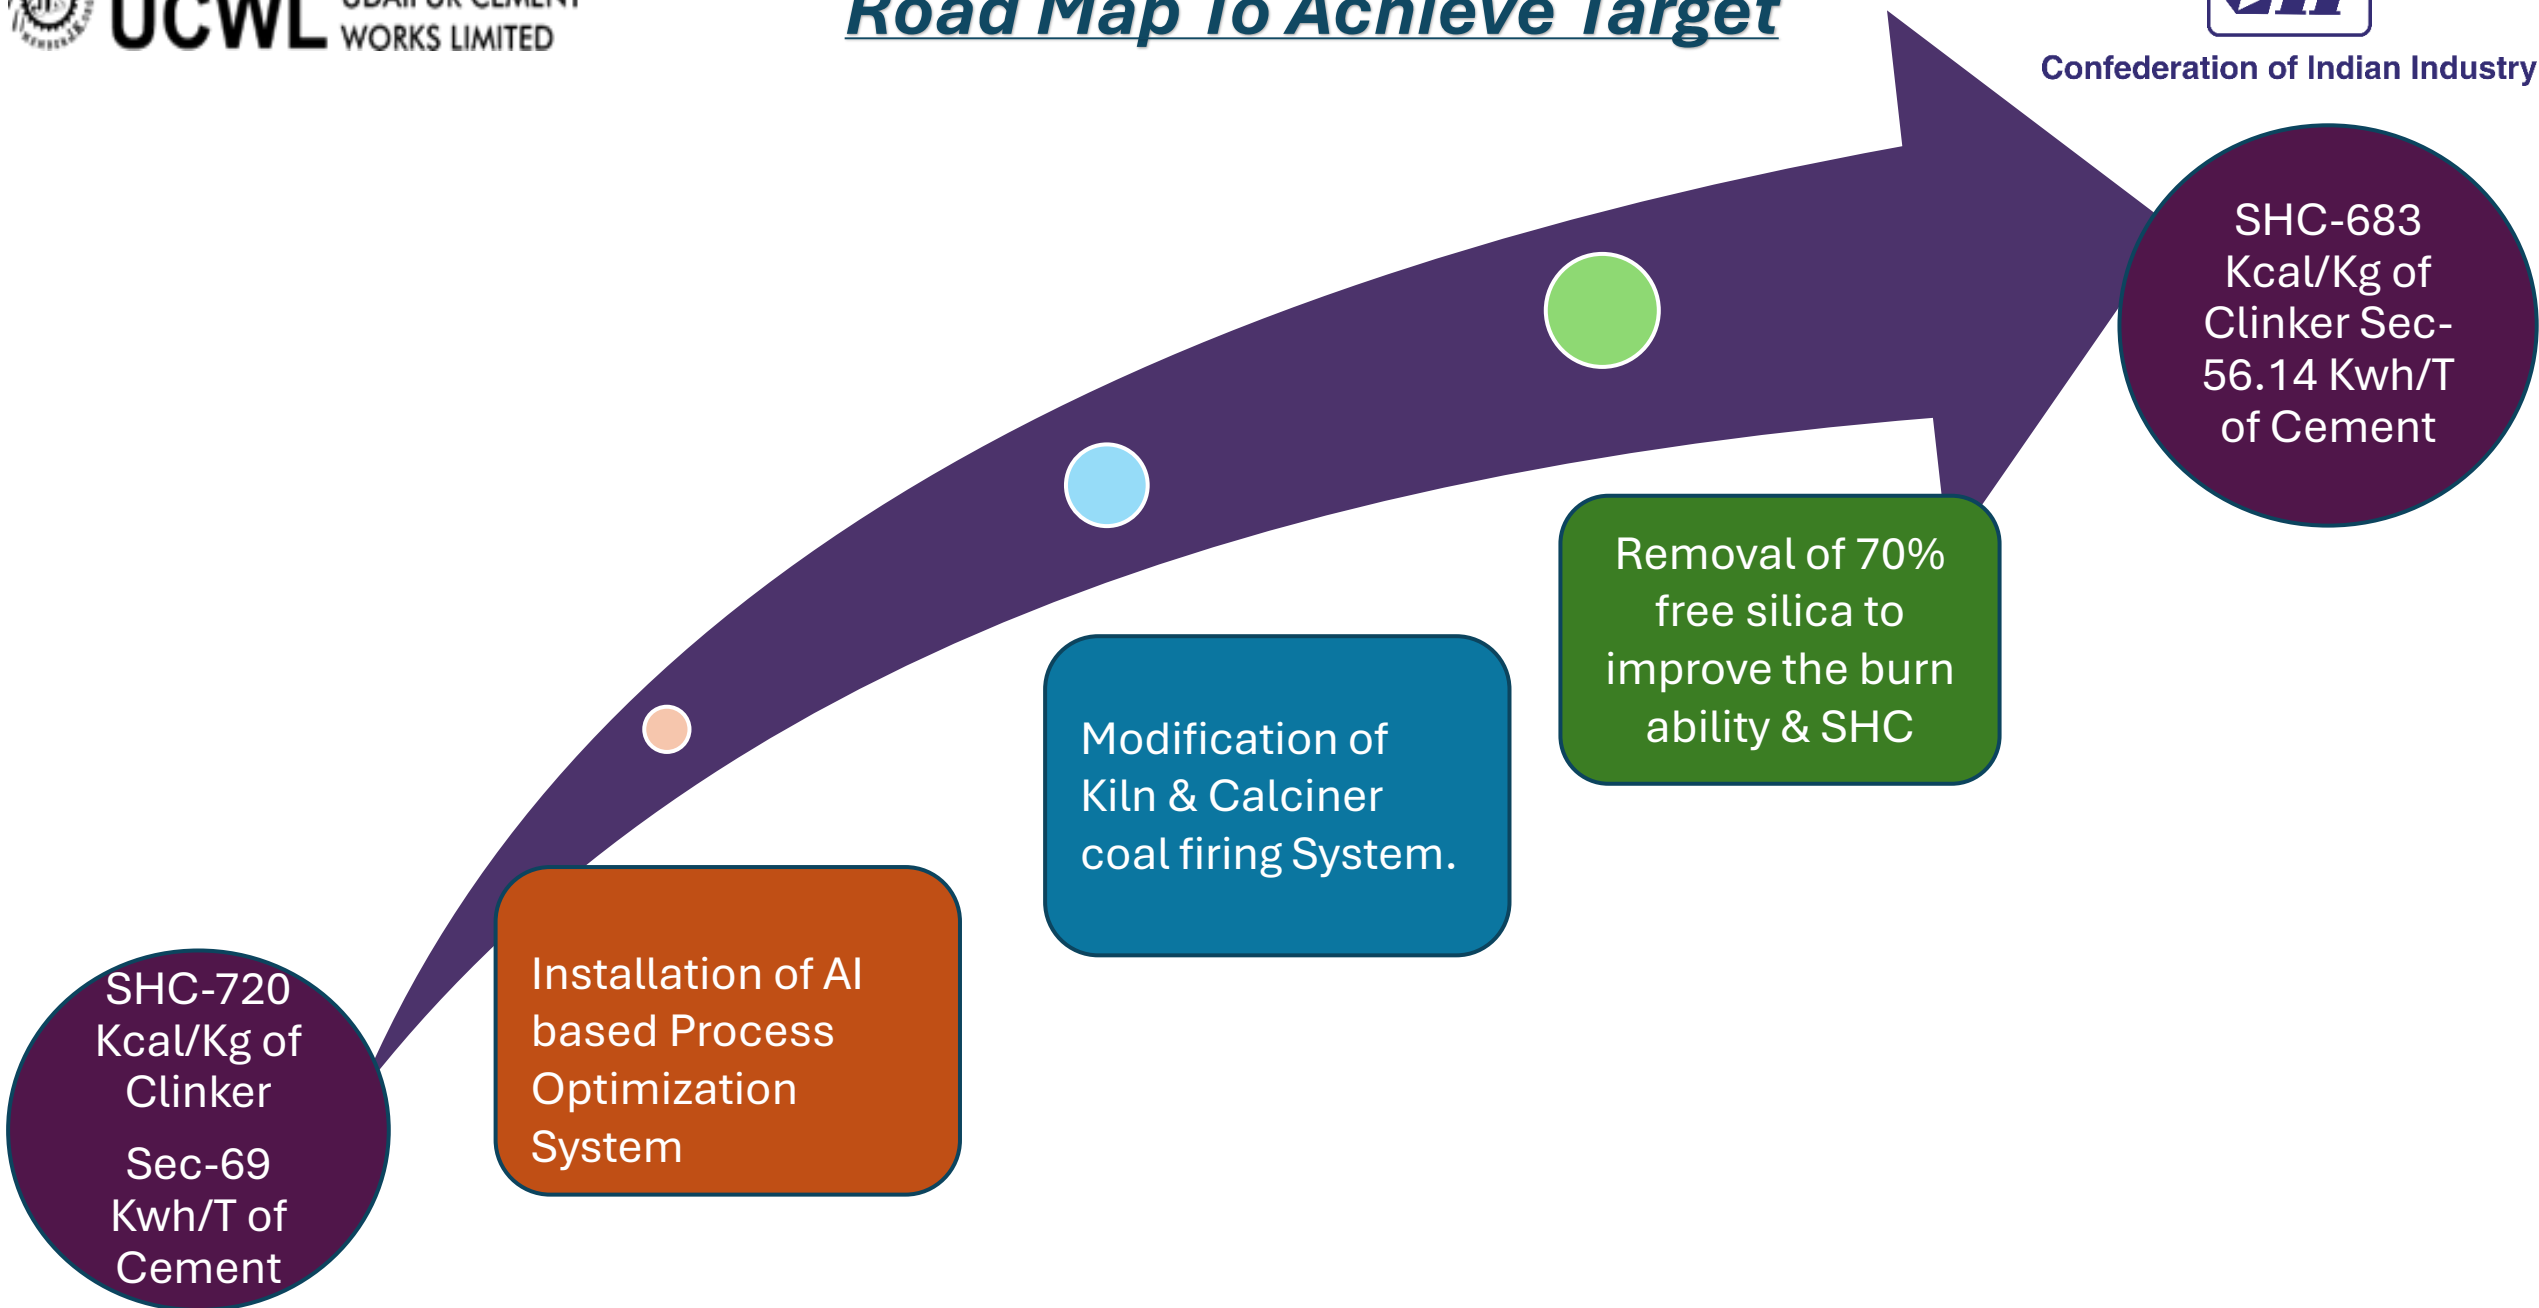 UCWL
UDAIPUR CEMENT
WORKS LIMITED
Road Map To Achieve Target
Confederation of Indian Industry
SHC-683
Kcal/Kg of
Clinker Sec-
56.14 Kwh/T
of Cement
Removal of 70%
free silica to
improve the burn
ability & SHC
Modification of
Kiln & Calciner
coal firing System.
Installation of AI
based Process
Optimization
System
SHC-720
Kcal/Kg of
Clinker
Sec-69
Kwh/T of
Cement